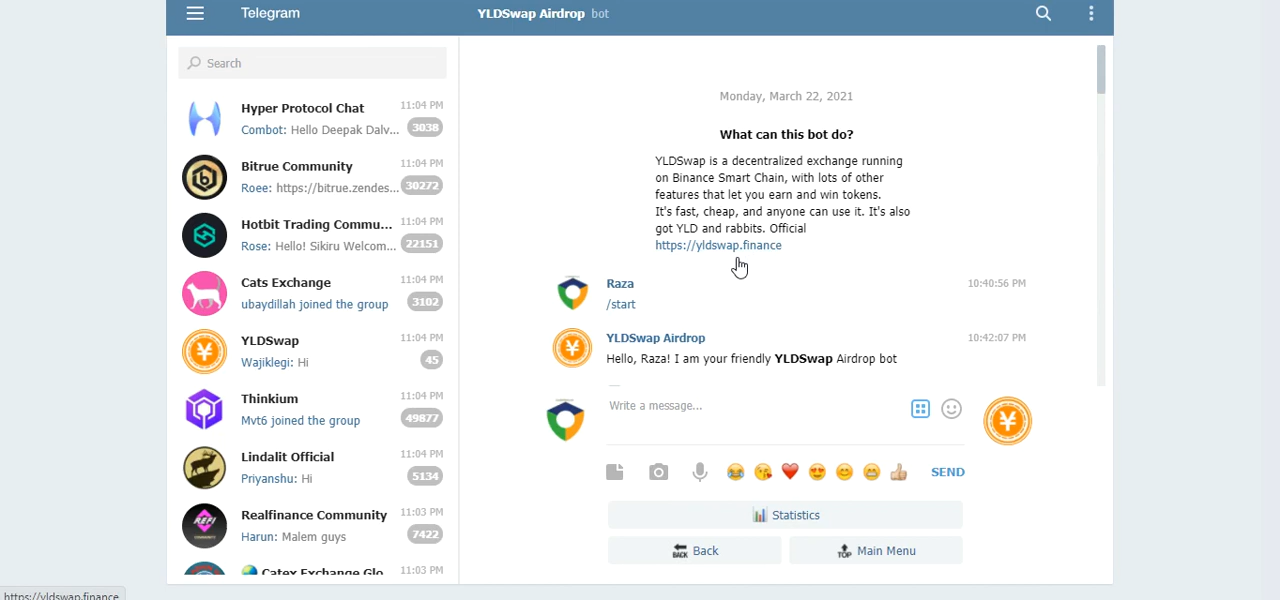 Telegram
YLDSwap Airdrop bot
Search
Hyper Protocol Chat 11:04 PM
Combot: Hello Deepak Dalv... 3038
Bitrue Community 11:04 PM
Roee: https://bitrue.zendes... 30272
Hotbit Trading Commu... 11:04 PM
Rose: Hello! Sikiru Welcom... 22151
Cats Exchange 11:04 PM
ubaydillah joined the group 3102
YLDSwap 11:04 PM
Wajiklegi: Hi 45
Thinkium 11:04 PM
Mvt6 joined the group 49877
Lindalit Official 11:04 PM
Priyanshu: Hi 5134
Realfinance Community 11:03 PM
Harun: Malem guys 7422
Catex Exchange Glo 11:03 PM
Monday, March 22, 2021
What can this bot do?
YLDSwap is a decentralized exchange running
on Binance Smart Chain, with lots of other
features that let you earn and win tokens.
It's fast, cheap, and anyone can use it. It's also
got YLD and rabbits. Official
https://yldswap.finance
Raza 10:40:56 PM
/start
YLDSwap Airdrop 10:42:07 PM
Hello, Raza! I am your friendly YLDSwap Airdrop bot
Write a message...
SEND
Statistics
BACK Back
TOP Main Menu
https://yldswap.finance